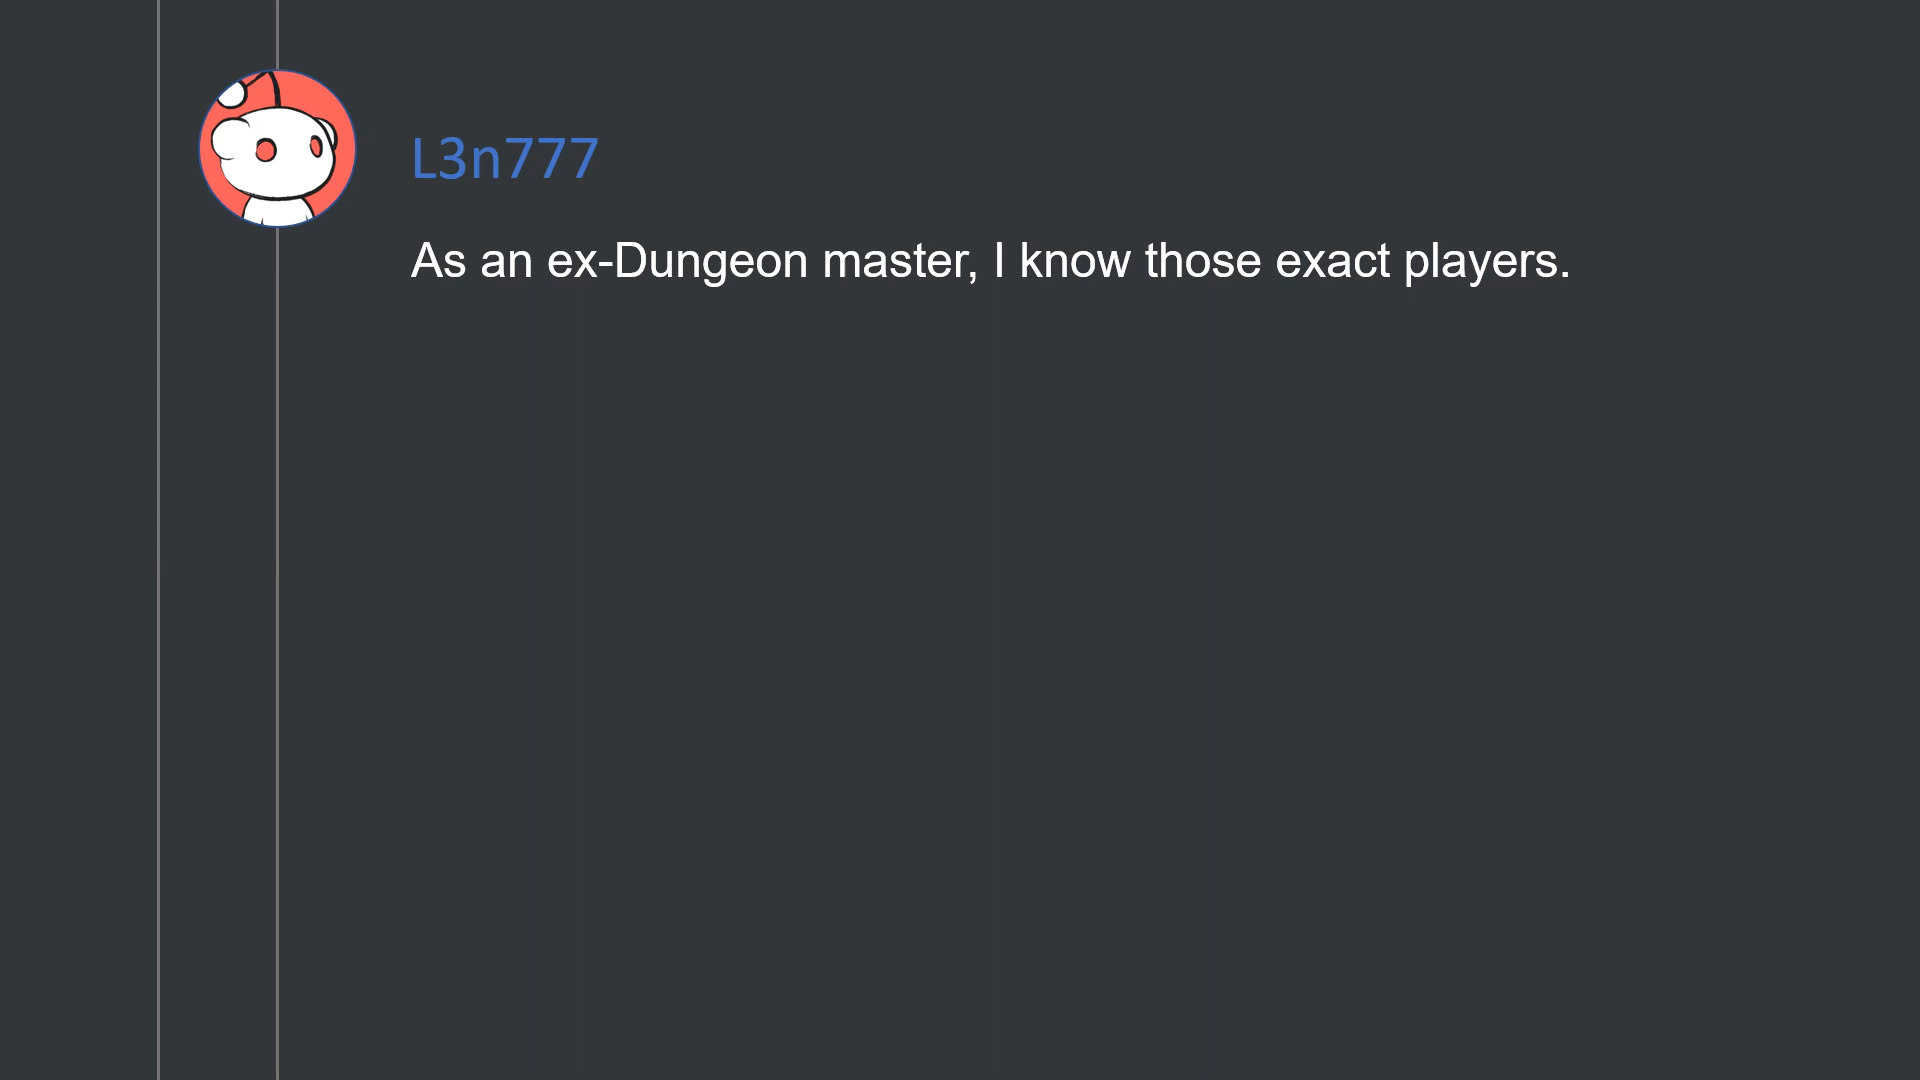 L3n777
As an ex-Dungeon master, I know those exact players.